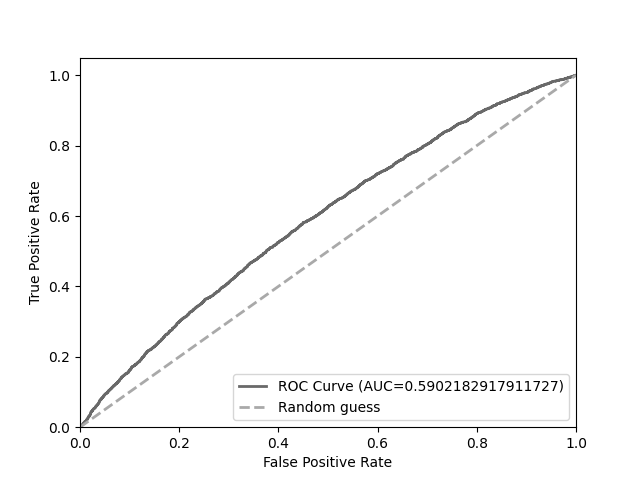 1.0
0.8
0.6
0.4
0.2
0.0
True Positive Rate
ROC Curve (AUC=0.5902182917911727)
Random guess
0.0 0.2 0.4 0.6 0.8 1.0
False Positive Rate